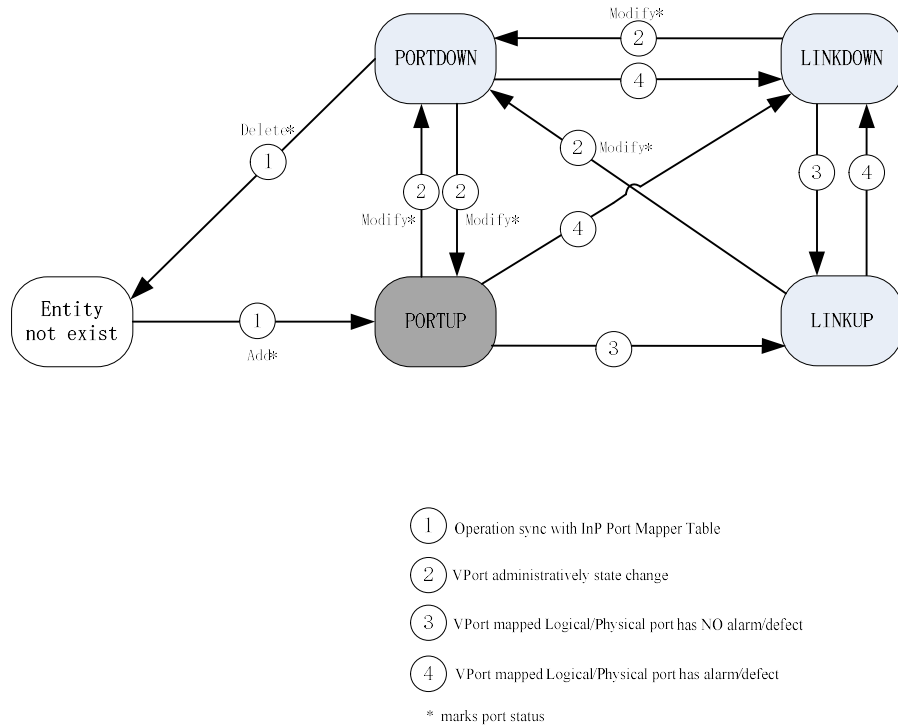 Modify*
2
PORTDOWN
LINKDOWN
4
Delete*
1
2
Modify*
2
2
3
4
Modify*
Modify*
4
Entity
not exist
1
Add*
PORTUP
3
LINKUP
1 Operation sync with InP Port Mapper Table
2 VPort administratively state change
3 VPort mapped Logical/Physical port has NO alarm/defect
4 VPort mapped Logical/Physical port has alarm/defect
* marks port status